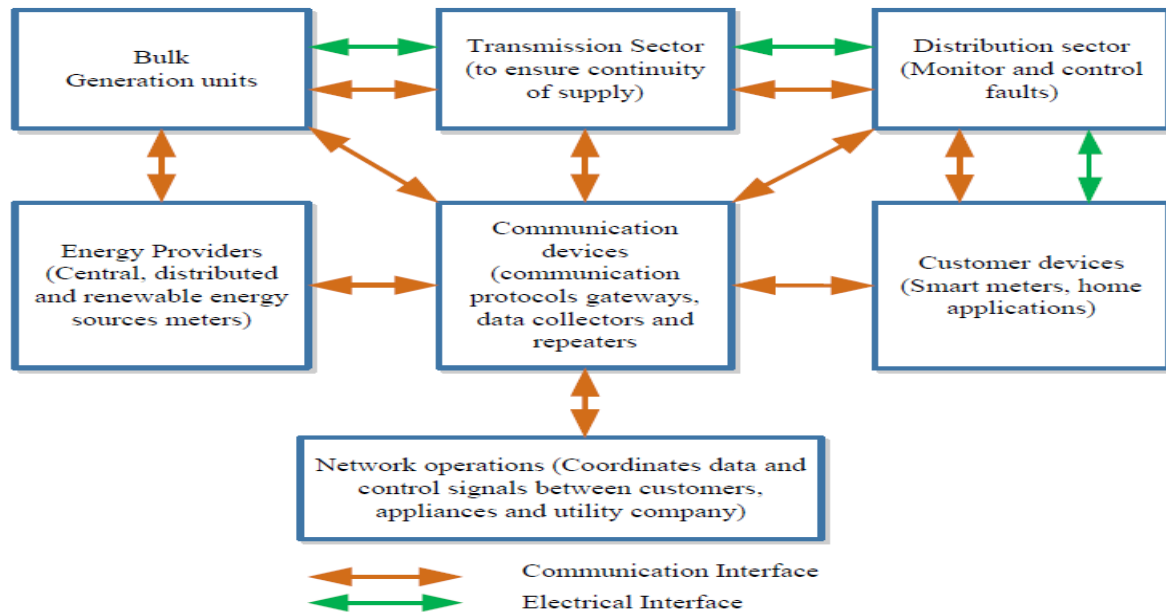 Bulk
Generation units
Transmission Sector
(to ensure continuity
of supply)
Distribution sector
(Monitor and control
faults)
Energy Providers
(Central, distributed
and renewable energy
sources meters)
Communication
devices
(communication
protocols gateways,
data collectors and
repeaters
Customer devices
(Smart meters, home
applications)
Network operations (Coordinates data and
control signals between customers,
appliances and utility company)
Communication Interface
Electrical Interface